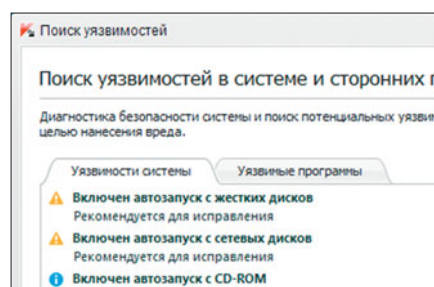 Поиск уязвимостей
Поиск уязвимостей в системе и сторонних
Диагностика безопасности системы и поиск потенциальных
целью нанесения вреда.
Уязвимости системы Уязвимые программы
Включен автозапуск с жестких дисков
Рекомендуется для исправления
Включен автозапуск с сетевых дисков
Рекомендуется для исправления
Включен автозапуск с CD-ROM